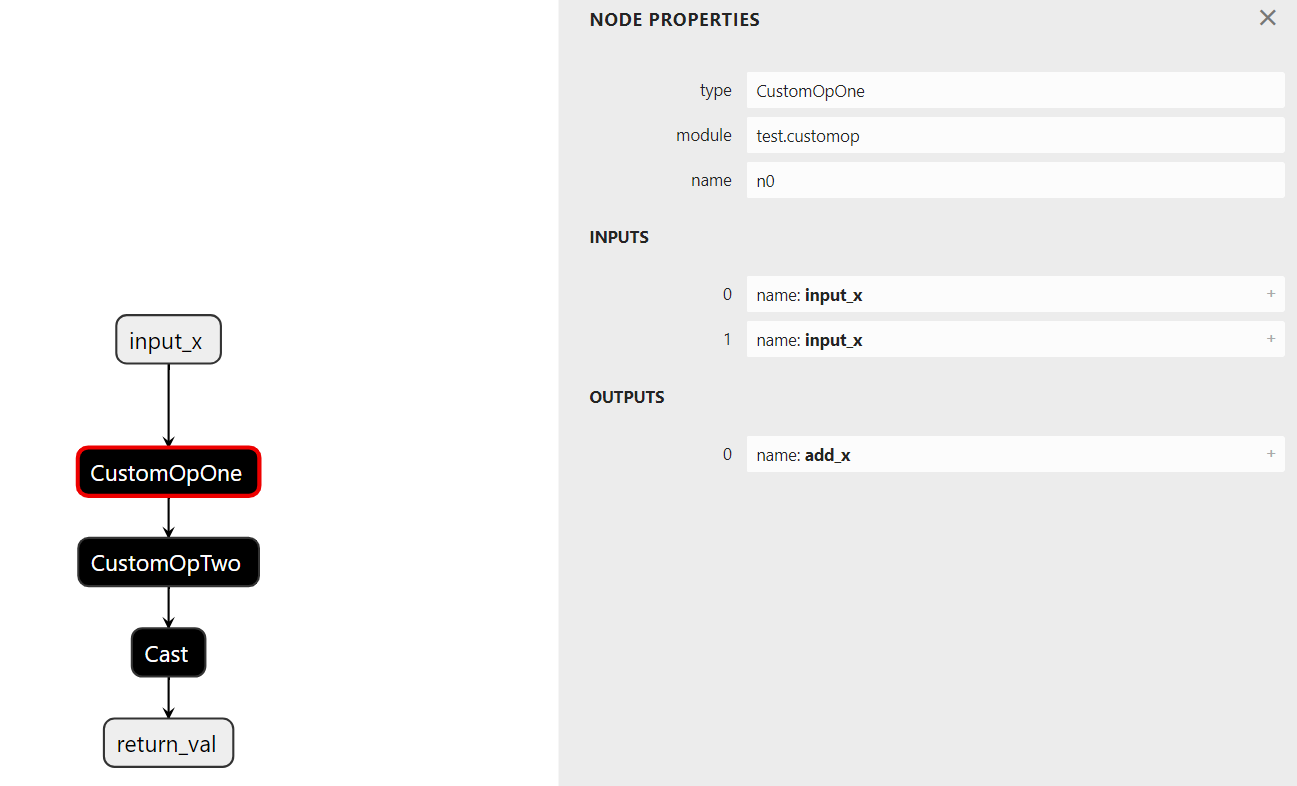 input_x
CustomOpOne
CustomOpTwo
Cast
return_val
NODE PROPERTIES
type CustomOpOne
module test.customop
name n0
INPUTS
0 name: input_x +
1 name: input_x +
OUTPUTS
0 name: add_x +